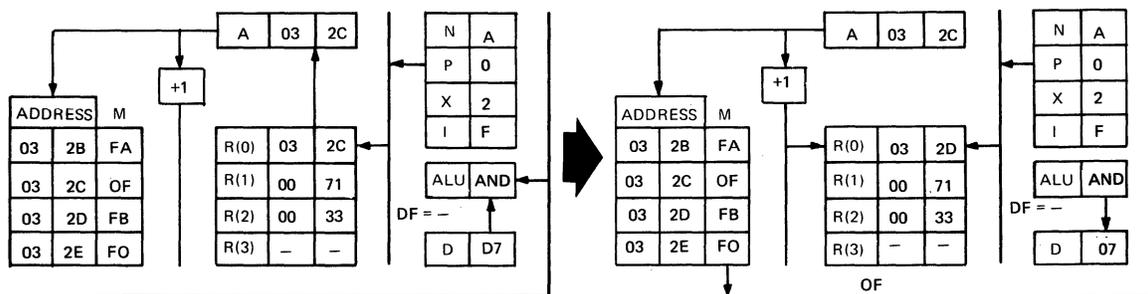 A 03 2C
+1
ADDRESS M
03 2B FA
03 2C OF
03 2D FB
03 2E FO
R(0) 03 2C
R(1) 00 71
R(2) 00 33
R(3) – –
N A
P 0
X 2
I F
ALU AND
DF = –
D D7
A 03 2C
+1
ADDRESS M
03 2B FA
03 2C OF
03 2D FB
03 2E FO
R(0) 03 2D
R(1) 00 71
R(2) 00 33
R(3) – –
N A
P 0
X 2
I F
ALU AND
DF = –
D 07
OF